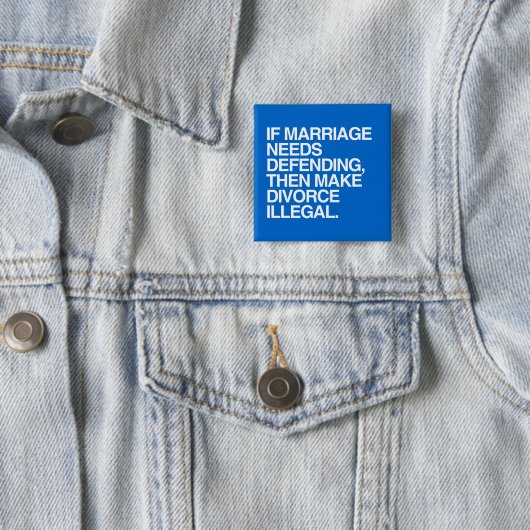 IF MARRIAGE
NEEDS
DEFENDING,
THEN MAKE
DIVORCE
ILLEGAL.